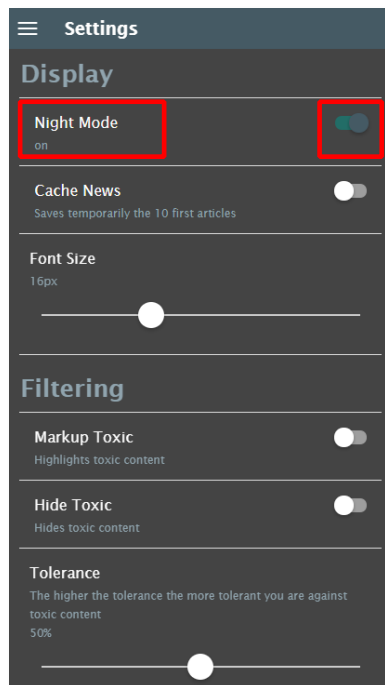 Settings
Display
Night Mode
on
Cache News
Saves temporarily the 10 first articles
Font Size
16px
Filtering
Markup Toxic
Highlights toxic content
Hide Toxic
Hides toxic content
Tolerance
The higher the tolerance the more tolerant you are against
toxic content
50%